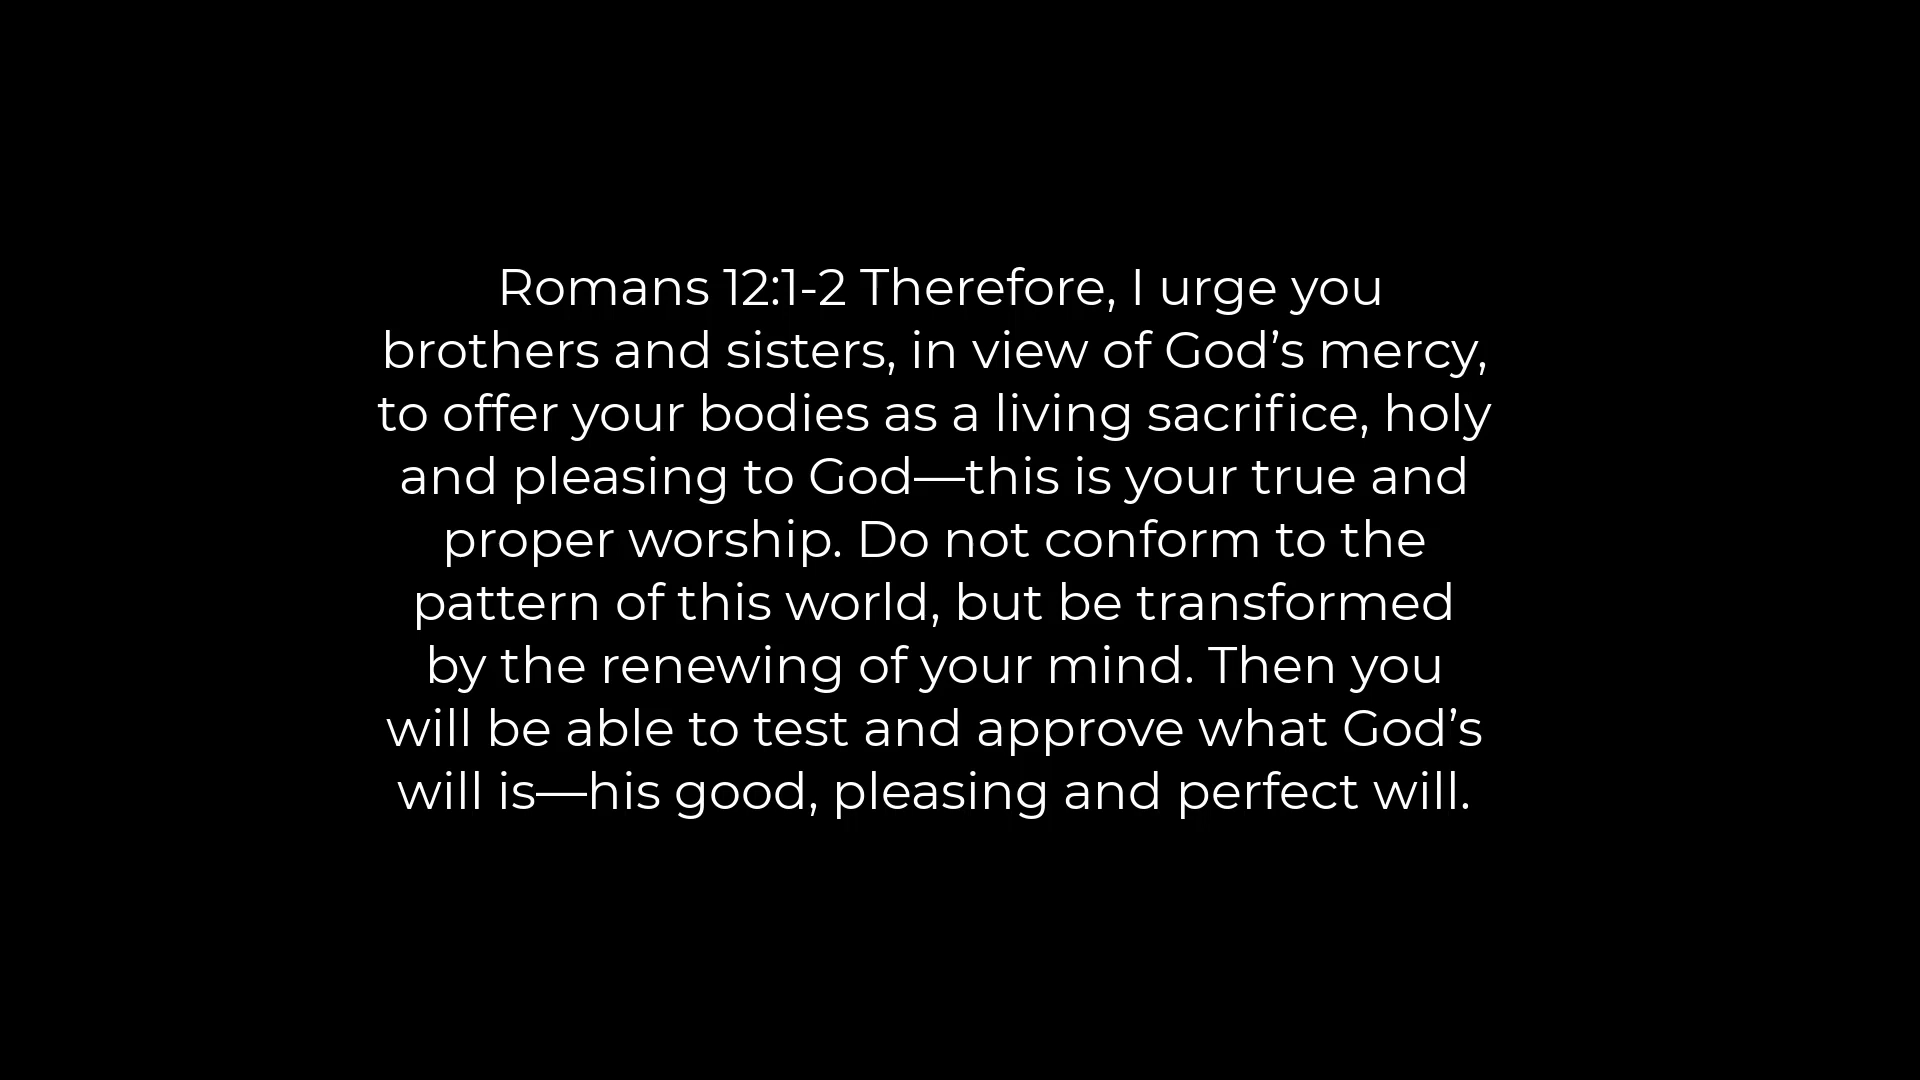 Romans 12:1-2 Therefore, I urge you
brothers and sisters, in view of God’s mercy,
to offer your bodies as a living sacrifice, holy
and pleasing to God—this is your true and
proper worship. Do not conform to the
pattern of this world, but be transformed
by the renewing of your mind. Then you
will be able to test and approve what God’s
will is—his good, pleasing and perfect will.